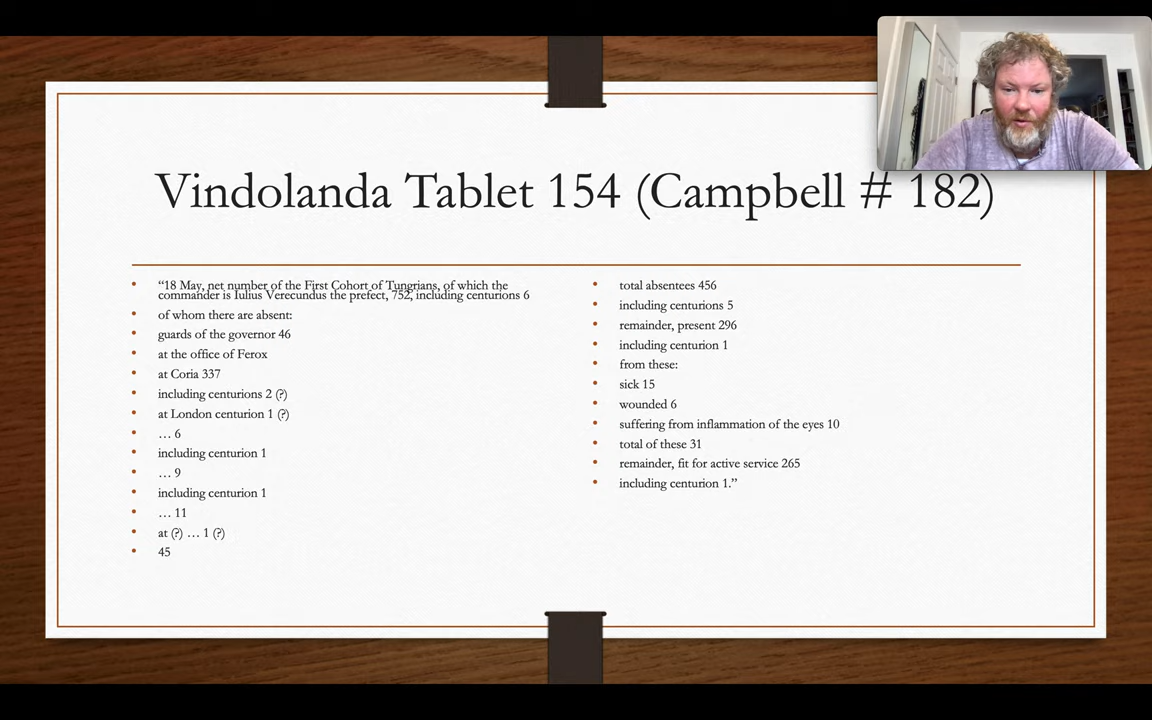 Vindolanda Tablet 154 (Campbell # 182)
“18 May, net number of the First Cohort of Tungrians, of which the
commander is Iulius Verecundus the prefect, 752, including centurions 6
of whom there are absent:
guards of the governor 46
at the office of Ferox
at Coria 337
including centurions 2 (?)
at London centurion 1 (?)
… 6
including centurion 1
… 9
including centurion 1
… 11
at (?) … 1 (?)
45
total absentees 456
including centurions 5
remainder, present 296
including centurion 1
from these:
sick 15
wounded 6
suffering from inflammation of the eyes 10
total of these 31
remainder, fit for active service 265
including centurion 1.”